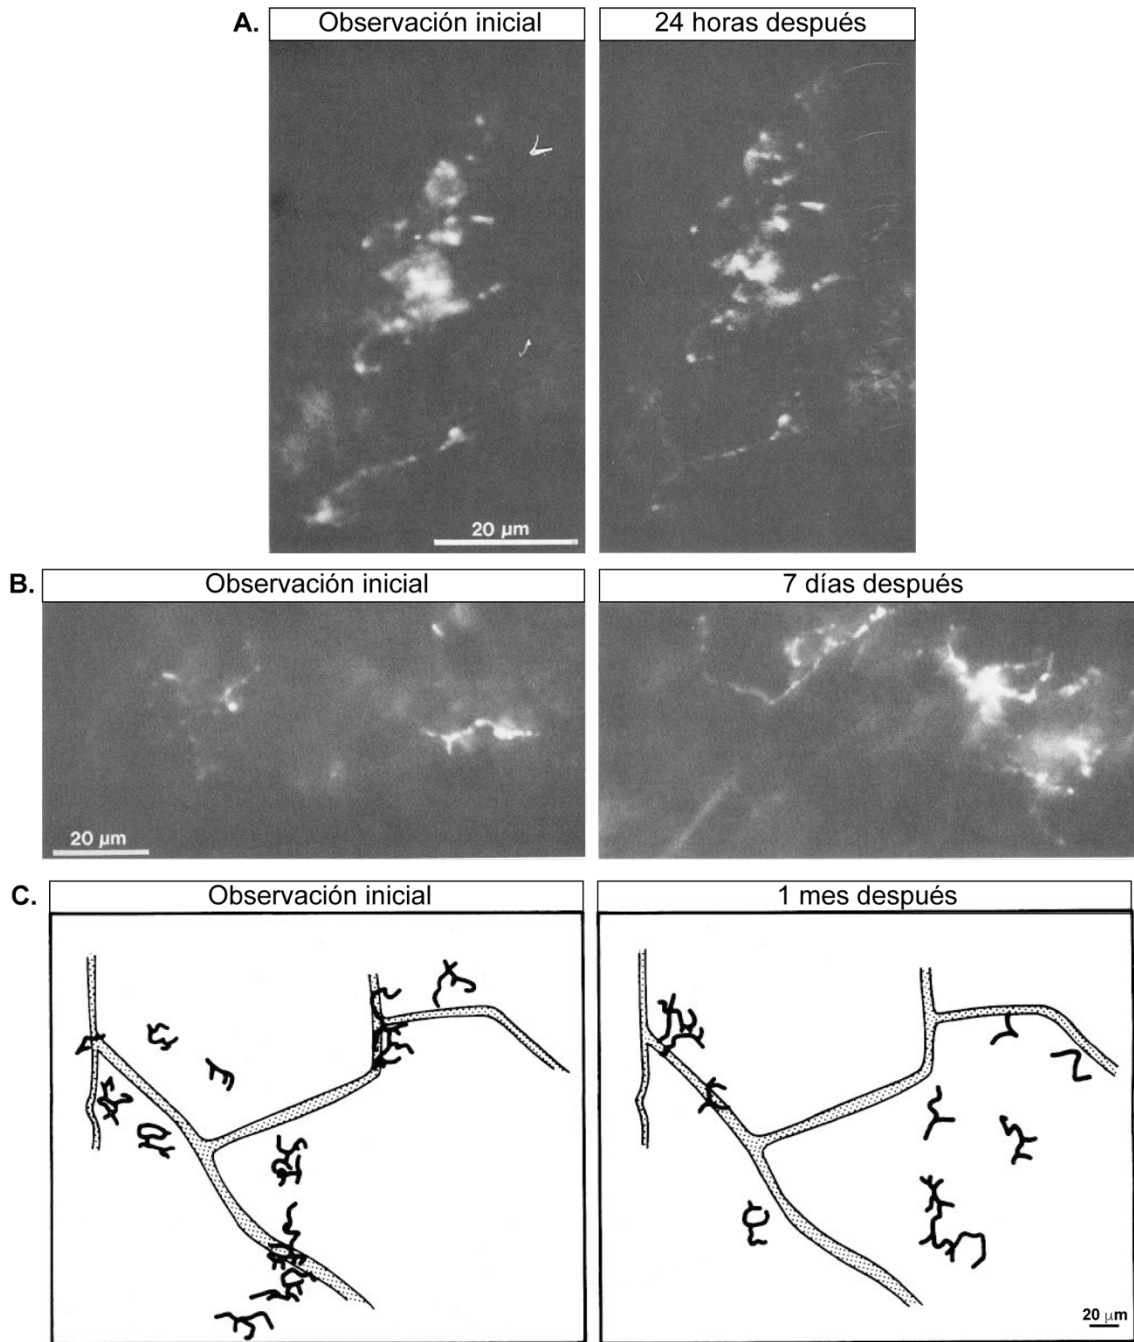 A.
Observación inicial
24 horas después
20 µm
B.
Observación inicial
7 días después
20 µm
C.
Observación inicial
1 mes después
20 µm